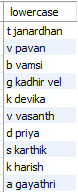 lowercase
t janardhan
v pavan
b vamsi
g kadhir vel
k devika
v vasanth
d priya
s karthik
k harish
a gayathri